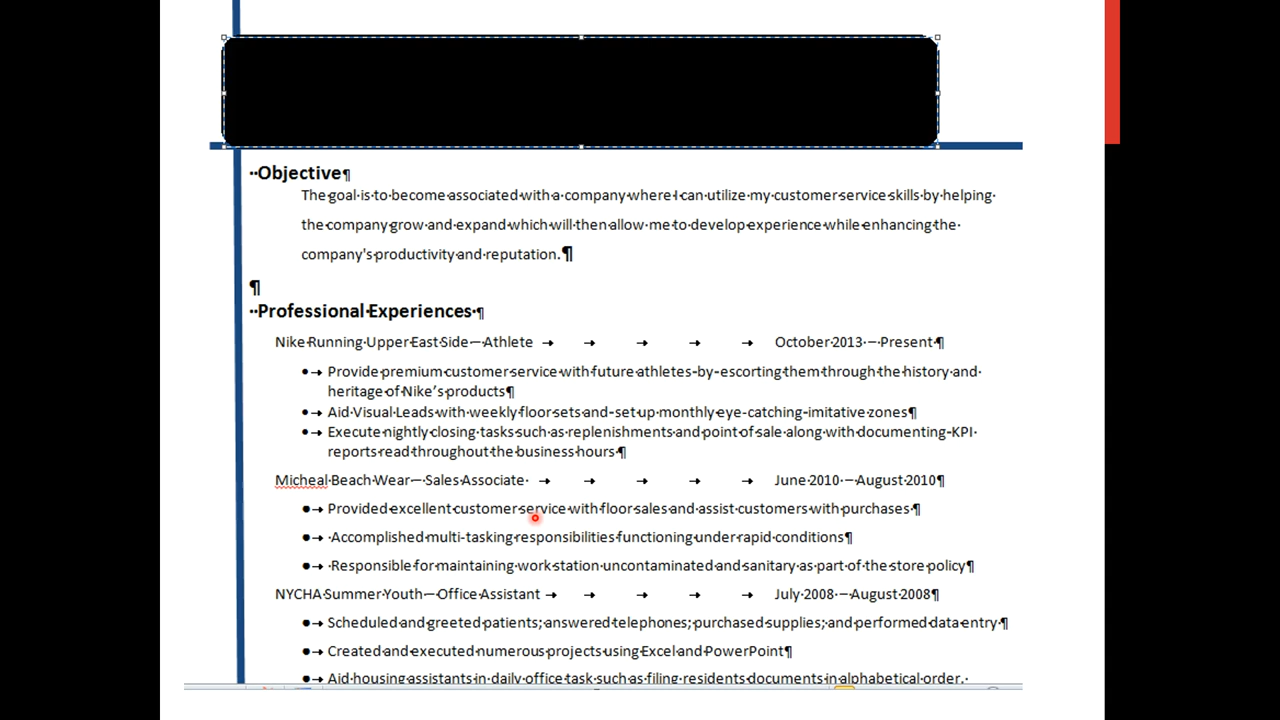 Objective¶
The goal is to become associated with a company where I can utilize my customer service skills by helping
the company grow and expand which will then allow me to develop experience while enhancing the
company's productivity and reputation.¶
¶
Professional Experiences ¶
Nike Running Upper East Side – Athlete → → → → → October 2013 – Present ¶
•→ Provide premium customer service with future athletes by escorting them through the history and
heritage of Nike’s products¶
•→ Aid Visual Leads with weekly floor sets and set up monthly eye-catching imitative zones¶
•→ Execute nightly closing tasks such as replenishments and point of sale along with documenting KPI
reports read throughout the business hours ¶
Micheal Beach Wear – Sales Associate → → → → → June 2010 – August 2010¶
•→ Provided excellent customer service with floor sales and assist customers with purchases ¶
•→ Accomplished multi-tasking responsibilities functioning under rapid conditions¶
•→ Responsible for maintaining work station uncontaminated and sanitary as part of the store policy¶
NYCHA Summer Youth – Office Assistant → → → → → July 2008 – August 2008¶
•→ Scheduled and greeted patients; answered telephones; purchased supplies; and performed data entry ¶
•→ Created and executed numerous projects using Excel and PowerPoint¶
•→ Aid housing assistants in daily office task such as filing residents documents in alphabetical order.